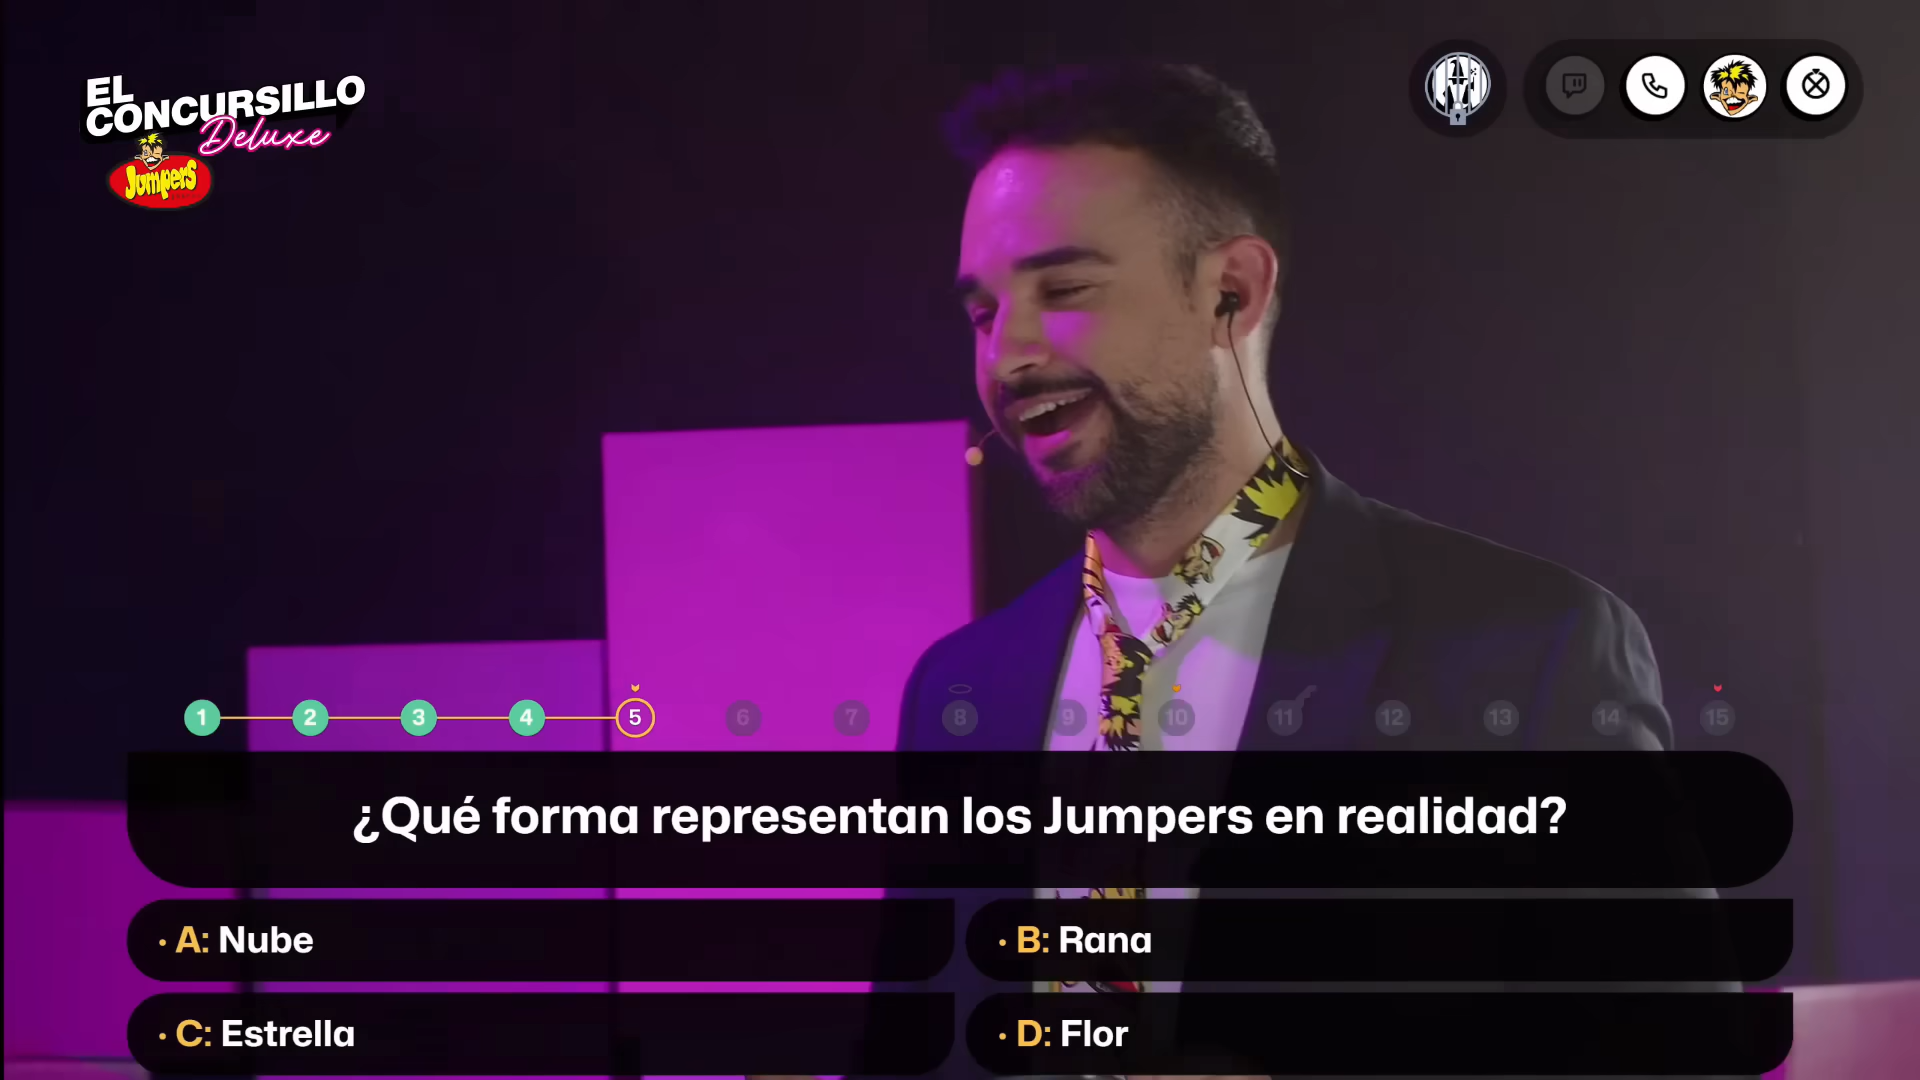 EL
CONCURSILLO
Deluxe
Jumpers
1 2 3 4 5 6 7 8 9 10 11 12 13 14 15
¿Qué forma representan los Jumpers en realidad?
· A: Nube
· B: Rana
· C: Estrella
· D: Flor